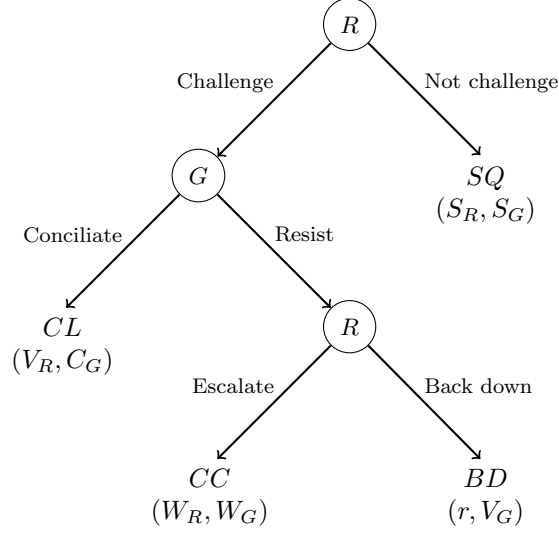 R
Challenge
Not challenge
G
SQ
(S_R, S_G)
Conciliate
Resist
CL
(V_R, C_G)
R
Escalate
Back down
CC
(W_R, W_G)
BD
(r, V_G)